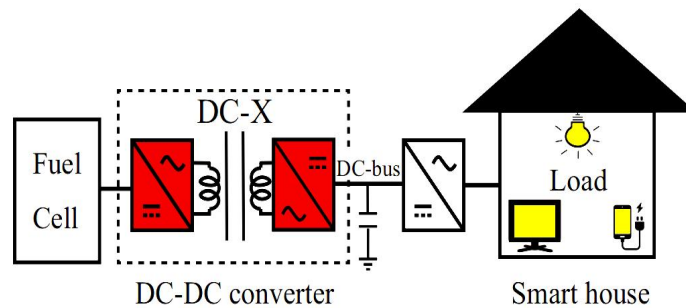 DC-X
Fuel
Cell
DC-bus
Load
DC-DC converter
Smart house